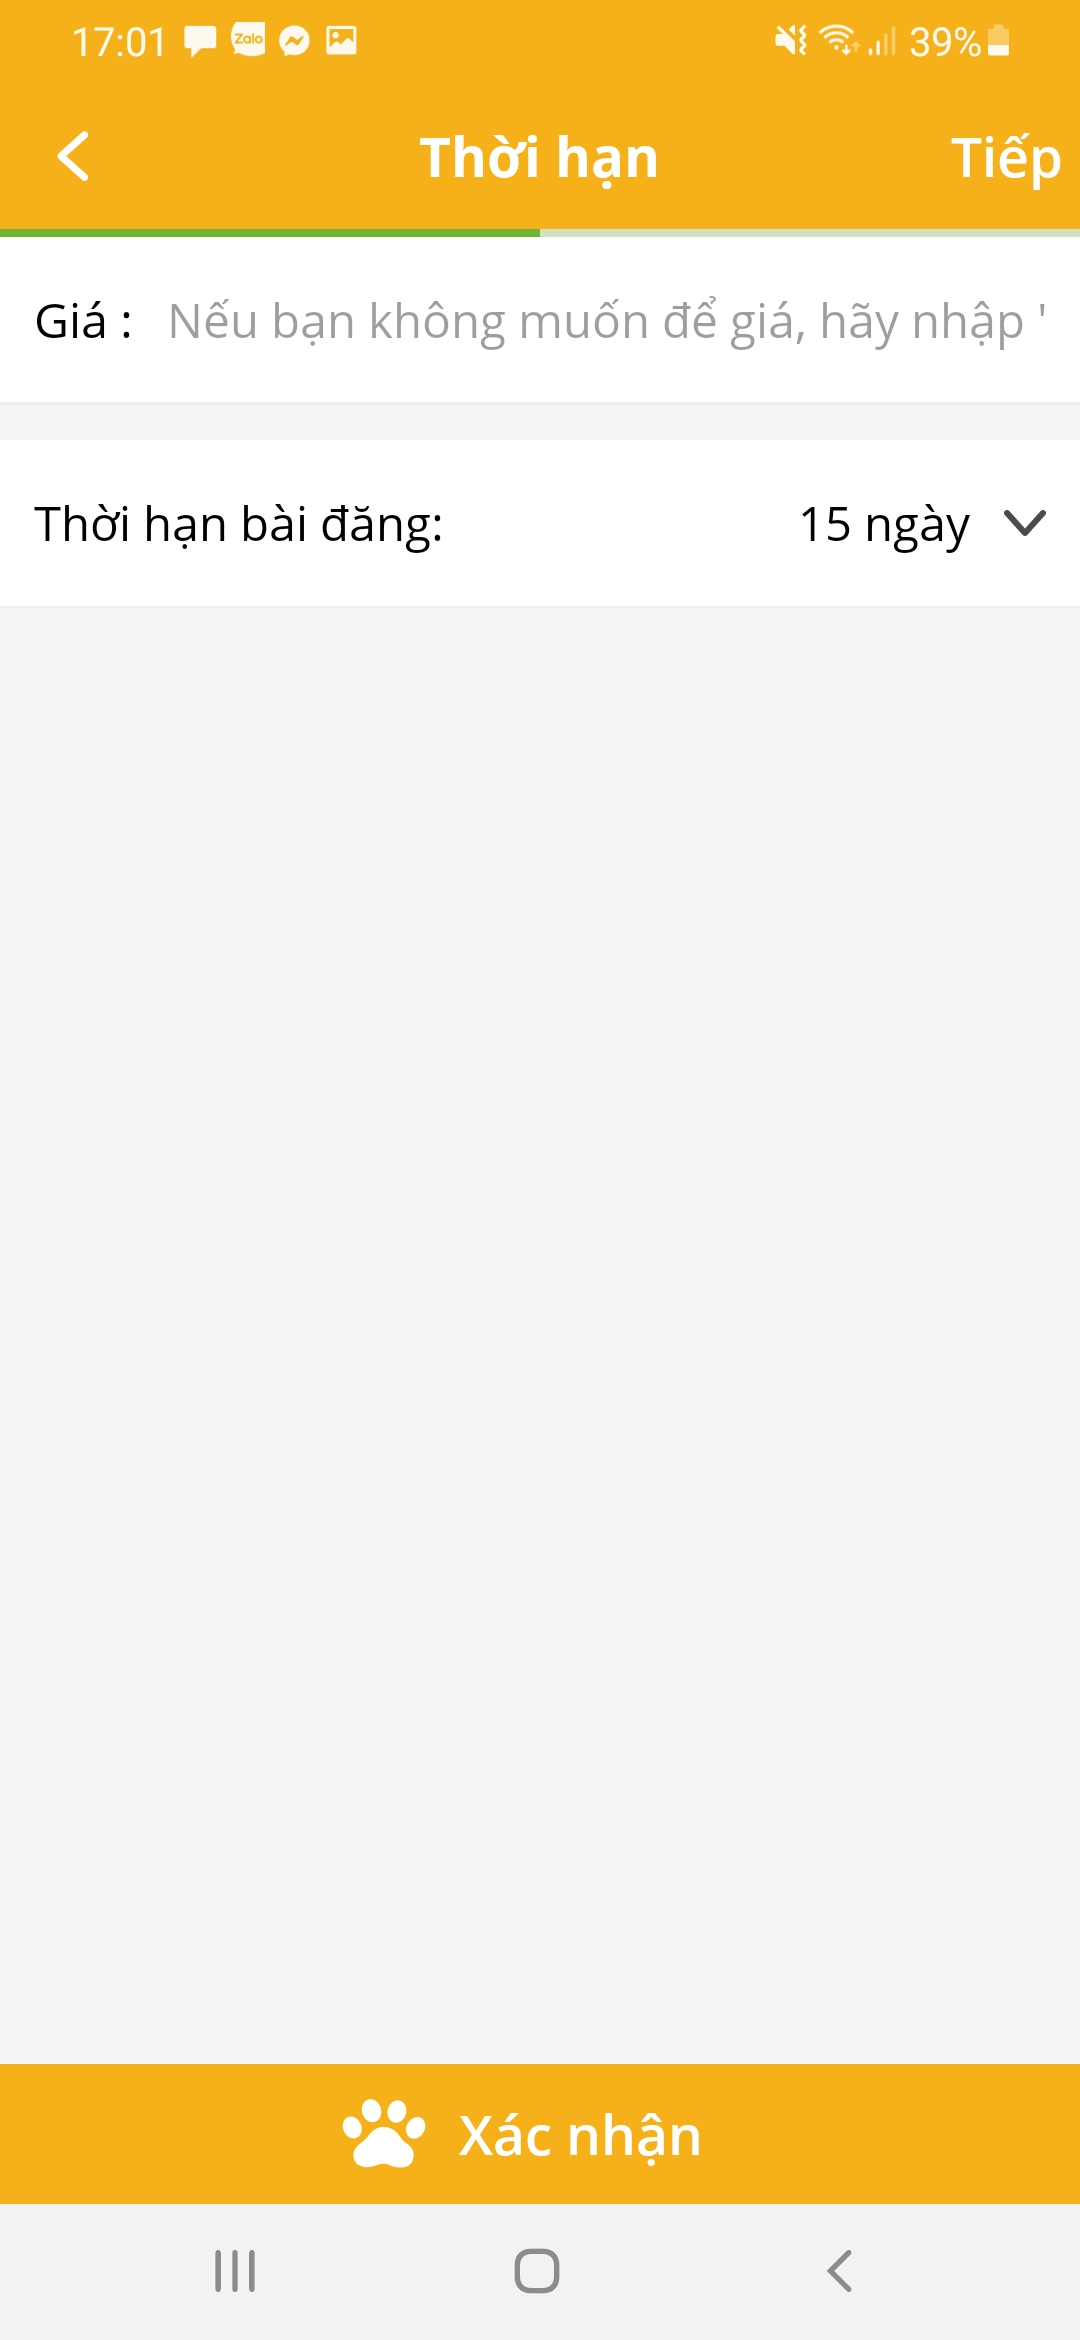 17:01 Zalo 39%
Thời hạn Tiếp
Giá : Nếu bạn không muốn để giá, hãy nhập '
Thời hạn bài đăng: 15 ngày
Xác nhận